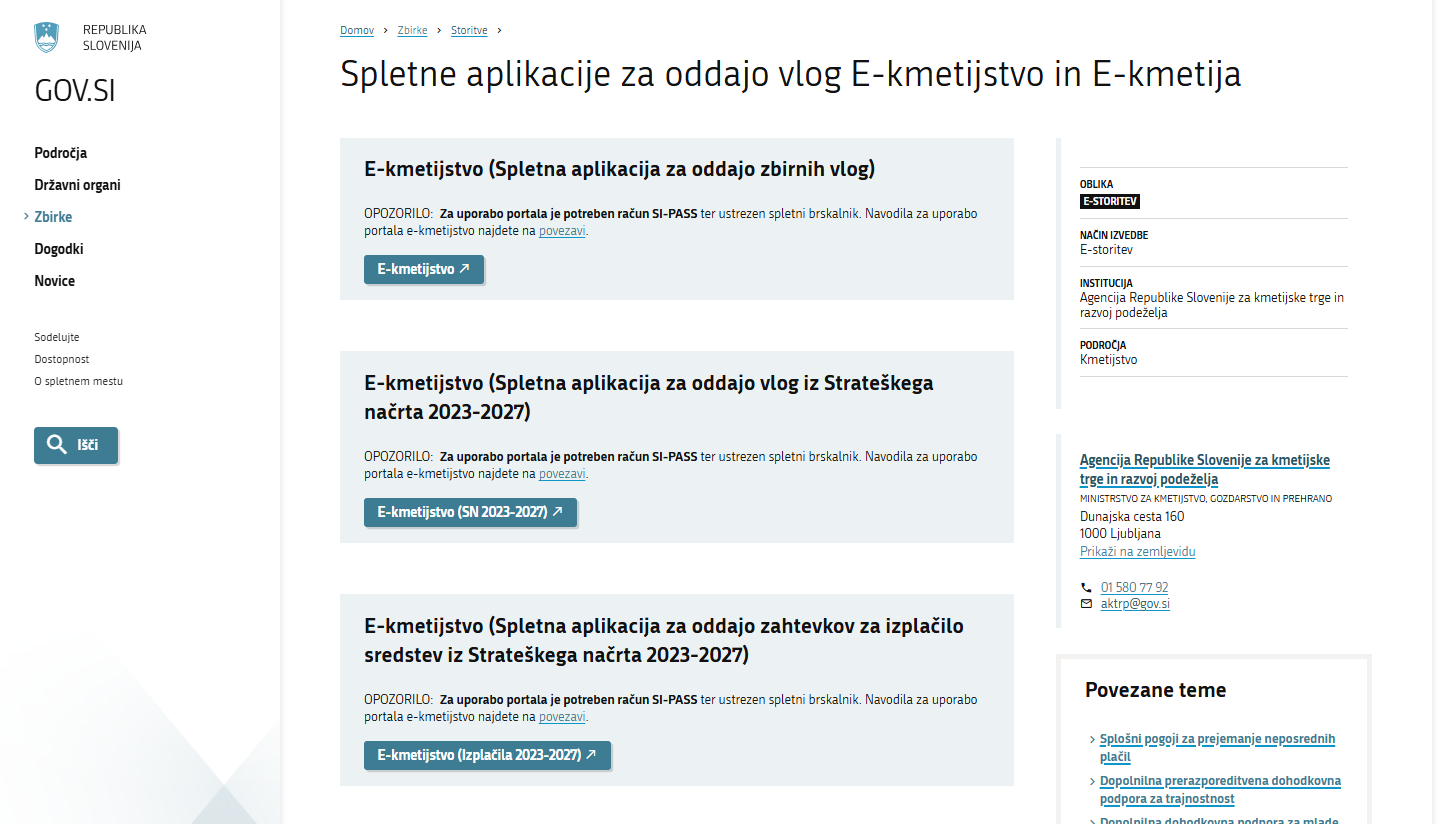 REPUBLIKA
SLOVENIJA
GOV.SI
Področja
Državni organi
Zbirke
Dogodki
Novice
Sodelujte
Dostopnost
O spletnem mestu
Išči
Domov
Zbirke
Storitve
Spletne aplikacije za oddajo vlog E-kmetijstvo in E-kmetija
E-kmetijstvo (Spletna aplikacija za oddajo zbirnih vlog)
OPOZORILO: Za uporabo portala je potreben račun SI-PASS ter ustrezen spletni brskalnik. Navodila za uporabo
portala e-kmetijstvo najdete na povezavi.
E-kmetijstvo
E-kmetijstvo (Spletna aplikacija za oddajo vlog iz Strateškega
načrta 2023-2027)
OPOZORILO: Za uporabo portala je potreben račun SI-PASS ter ustrezen spletni brskalnik. Navodila za uporabo
portala e-kmetijstvo najdete na povezavi.
E-kmetijstvo (SN 2023-2027)
E-kmetijstvo (Spletna aplikacija za oddajo zahtevkov za izplačilo
sredstev iz Strateškega načrta 2023-2027)
OPOZORILO: Za uporabo portala je potreben račun SI-PASS ter ustrezen spletni brskalnik. Navodila za uporabo
portala e-kmetijstvo najdete na povezavi.
E-kmetijstvo (Izplačila 2023-2027)
OBLIKA
E-STORITEV
NAČIN IZVEDBE
E-storitev
INSTITUCIJA
Agencija Republike Slovenije za kmetijske trge in
razvoj podeželja
PODROČJA
Kmetijstvo
Agencija Republike Slovenije za kmetijske
trge in razvoj podeželja
MINISTRSTVO ZA KMETIJSTVO, GOZDARSTVO IN PREHRANO
Dunajska cesta 160
1000 Ljubljana
Prikaži na zemljevidu
01 580 77 92
aktrp@gov.si
Povezane teme
Splošni pogoji za prejemanje neposrednih
plačil
Dopolnilna prerazporeditvena dohodkovna
podpora za trajnostnost
Dopolnilna dohodkovna podpora za mlade